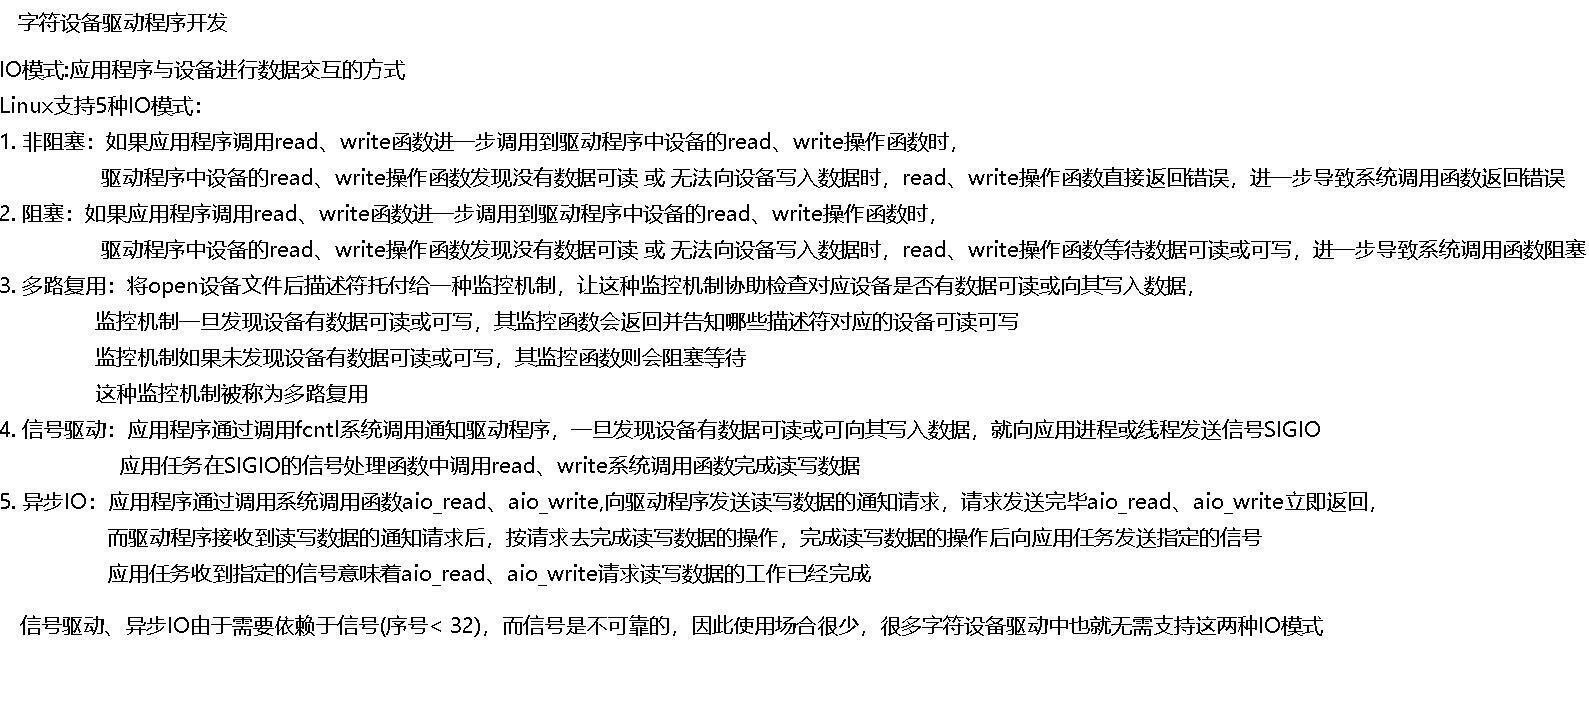 字符设备驱动程序开发
IO模式:应用程序与设备进行数据交互的方式
Linux支持5种IO模式：
1. 非阻塞：如果应用程序调用read、write函数进一步调用到驱动程序中设备的read、write操作函数时，
驱动程序中设备的read、write操作函数发现没有数据可读 或 无法向设备写入数据时，read、write操作函数直接返回错误，进一步导致系统调用函数返回错误
2. 阻塞：如果应用程序调用read、write函数进一步调用到驱动程序中设备的read、write操作函数时，
驱动程序中设备的read、write操作函数发现没有数据可读 或 无法向设备写入数据时，read、write操作函数等待数据可读或可写，进一步导致系统调用函数阻塞
3. 多路复用：将open设备文件后描述符托付给一种监控机制，让这种监控机制协助检查对应设备是否有数据可读或向其写入数据，
监控机制一旦发现设备有数据可读或可写，其监控函数会返回并告知哪些描述符对应的设备可读可写
监控机制如果未发现设备有数据可读或可写，其监控函数则会阻塞等待
这种监控机制被称为多路复用
4. 信号驱动：应用程序通过调用fcntl系统调用通知驱动程序，一旦发现设备有数据可读或可向其写入数据，就向应用进程或线程发送信号SIGIO
应用任务在SIGIO的信号处理函数中调用read、write系统调用函数完成读写数据
5. 异步IO：应用程序通过调用系统调用函数aio_read、aio_write,向驱动程序发送读写数据的通知请求，请求发送完毕aio_read、aio_write立即返回，
而驱动程序接收到读写数据的通知请求后，按请求去完成读写数据的操作，完成读写数据的操作后向应用任务发送指定的信号
应用任务收到指定的信号意味着aio_read、aio_write请求读写数据的工作已经完成
信号驱动、异步IO由于需要依赖于信号(序号< 32)，而信号是不可靠的，因此使用场合很少，很多字符设备驱动中也就无需支持这两种IO模式